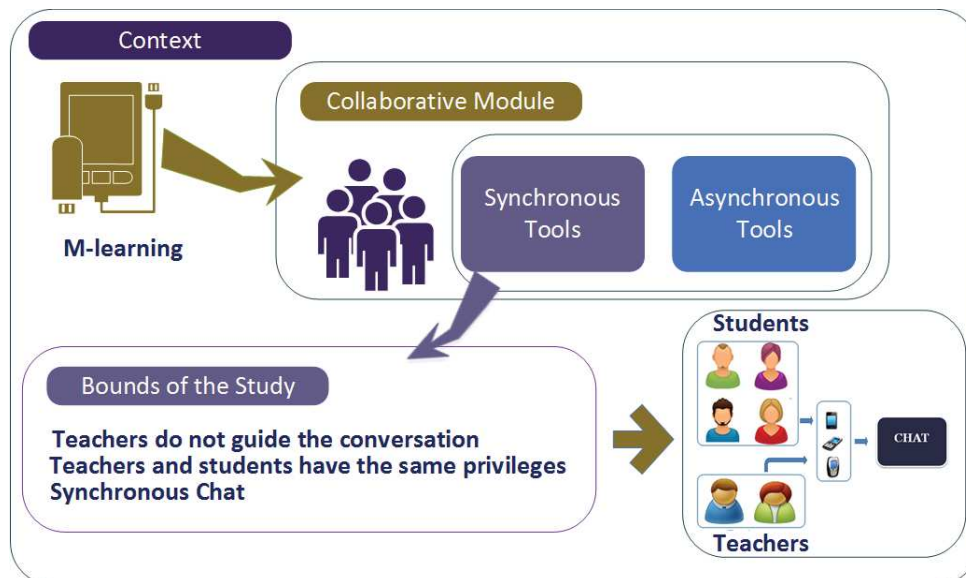 Context
Collaborative Module
Synchronous
Tools
Asynchronous
Tools
M-learning
Bounds of the Study
Teachers do not guide the conversation
Teachers and students have the same privileges
Synchronous Chat
Students
CHAT
Teachers